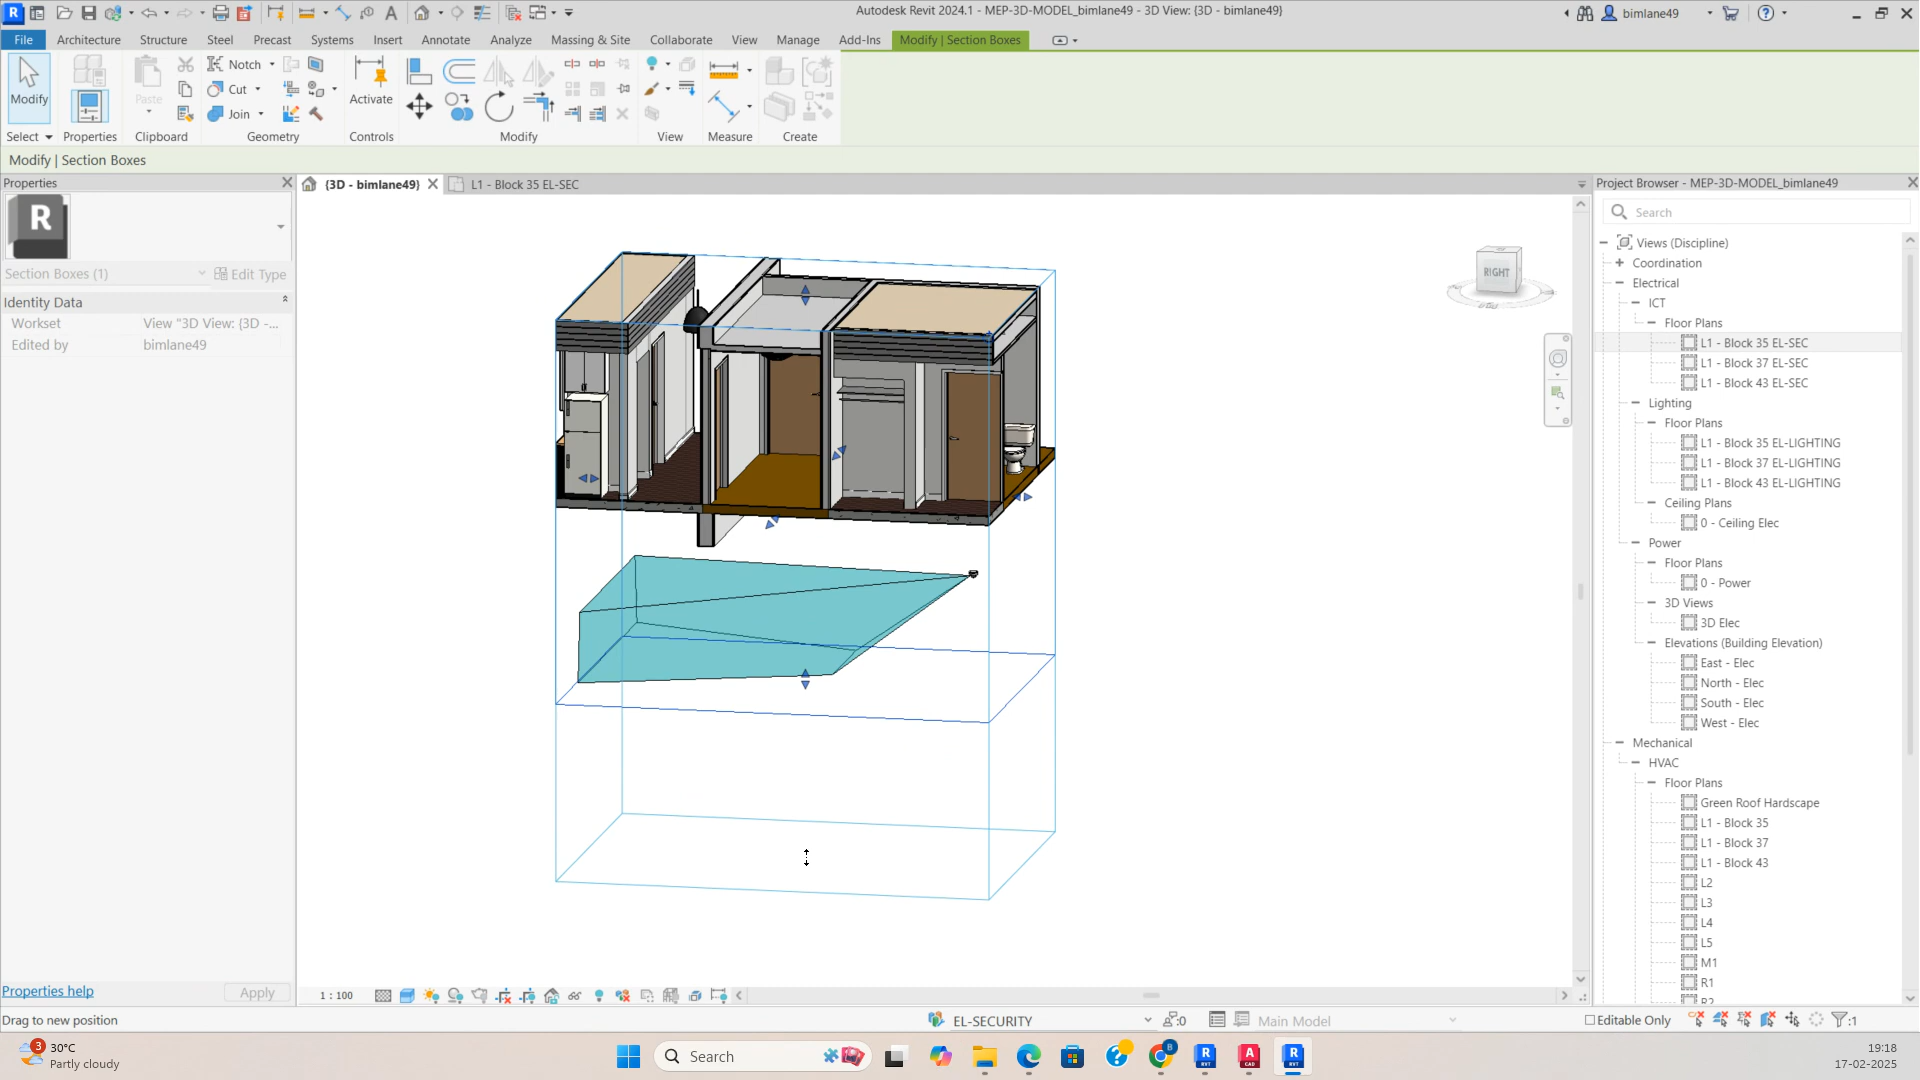 Autodesk Revit 2024.1 - MEP-3D-MODEL_bimlane49 - 3D View: {3D - bimlane49}
bimlane49
File
Architecture
Structure
Steel
Precast
Systems
Insert
Annotate
Analyze
Massing & Site
Collaborate
View
Manage
Add-Ins
Modify | Section Boxes
Modify
Paste
Notch
Cut
Join
Activate
Select
Properties
Clipboard
Geometry
Controls
Modify
View
Measure
Create
Modify | Section Boxes
Properties
{3D - bimlane49}
L1 - Block 35 EL-SEC
Project Browser - MEP-3D-MODEL_bimlane49
R
Search
Section Boxes (1)
Edit Type
Identity Data
Workset
View "3D View: {3D -...
Edited by
bimlane49
RIGHT
Views (Discipline)
Coordination
Electrical
ICT
Floor Plans
L1 - Block 35 EL-SEC
L1 - Block 37 EL-SEC
L1 - Block 43 EL-SEC
Lighting
Floor Plans
L1 - Block 35 EL-LIGHTING
L1 - Block 37 EL-LIGHTING
L1 - Block 43 EL-LIGHTING
Ceiling Plans
0 - Ceiling Elec
Power
Floor Plans
0 - Power
3D Views
3D Elec
Elevations (Building Elevation)
East - Elec
North - Elec
South - Elec
West - Elec
Mechanical
HVAC
Floor Plans
Green Roof Hardscape
L1 - Block 35
L1 - Block 37
L1 - Block 43
L2
L3
L4
L5
M1
R1
R2
Properties help
Apply
1 : 100
Drag to new position
EL-SECURITY
:0
Main Model
Editable Only
:1
3
30°C
Partly cloudy
Search
19:18
17-02-2025